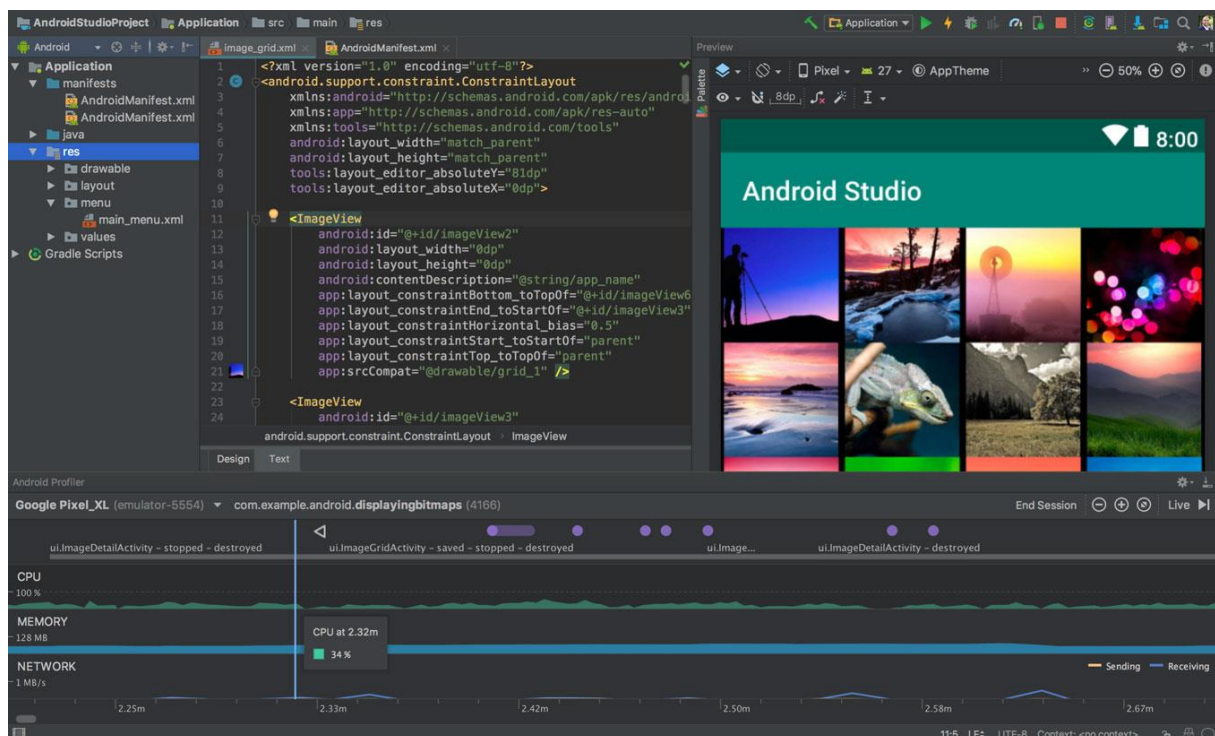 AndroidStudioProject Application src main res
Application
Android
image_grid.xml
AndroidManifest.xml
Preview
Application
manifests
AndroidManifest.xml
AndroidManifest.xml
java
res
drawable
layout
menu
main_menu.xml
values
Gradle Scripts
1 <?xml version="1.0" encoding="utf-8"?>
2 <android.support.constraint.ConstraintLayout
3 xmlns:android="http://schemas.android.com/apk/res/androi
4 xmlns:app="http://schemas.android.com/apk/res-auto"
5 xmlns:tools="http://schemas.android.com/tools"
6 android:layout_width="match_parent"
7 android:layout_height="match_parent"
8 tools:layout_editor_absoluteY="81dp"
9 tools:layout_editor_absoluteX="0dp">
10
11 <ImageView
12 android:id="@+id/imageView2"
13 android:layout_width="0dp"
14 android:layout_height="0dp"
15 android:contentDescription="@string/app_name"
16 app:layout_constraintBottom_toTopOf="@+id/imageView6
17 app:layout_constraintEnd_toStartOf="@+id/imageView3"
18 app:layout_constraintHorizontal_bias="0.5"
19 app:layout_constraintStart_toStartOf="parent"
20 app:layout_constraintTop_toTopOf="parent"
21 app:srcCompat="@drawable/grid_1" />
22
23 <ImageView
24 android:id="@+id/imageView3"
android.support.constraint.ConstraintLayout ImageView
Design Text
Palette
Pixel 27 AppTheme 50%
8dp
8:00
Android Studio
Android Profiler
Google Pixel_XL (emulator-5554) com.example.android.displayingbitmaps (4166) End Session Live
ui.ImageDetailActivity – stopped – destroyed ui.ImageGridActivity – saved – stopped – destroyed ui.Image... ui.ImageDetailActivity – destroyed
CPU
100 %
MEMORY
128 MB
CPU at 2.32m
34 %
NETWORK
1 MB/s
Sending Receiving
2.25m 2.33m 2.42m 2.50m 2.58m 2.67m
11:5 LF÷ UTF-8 Context: <no context>